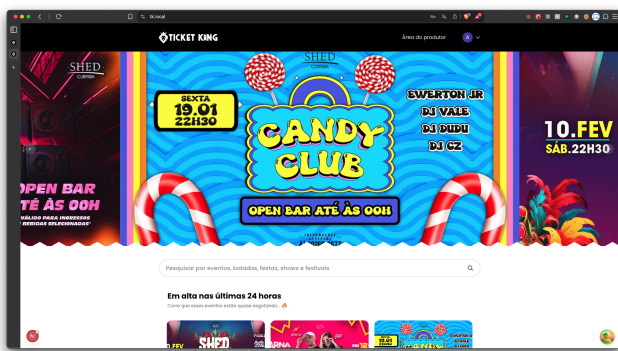 tk.local
TICKET KING
Área do produtor
A
SHED
CURITIBA
OPEN BAR
TÉ ÀS 00H
VÁLIDO PARA INGRESSOS
BEBIDAS SELECIONADAS*
SHED
CURITIBA
SEXTA
19.01
22H30
CANDY
CLUB
OPEN BAR ATÉ ÀS 00H
EWERTON JR
DJ VALE
DJ DUDU
DJ CZ
10.FEV
SÁB.22H30
Pesquisar por eventos, baladas, festas, shows e festivais
Em alta nas últimas 24 horas
Corre que esses eventos estão quase esgotando...
SHED
N